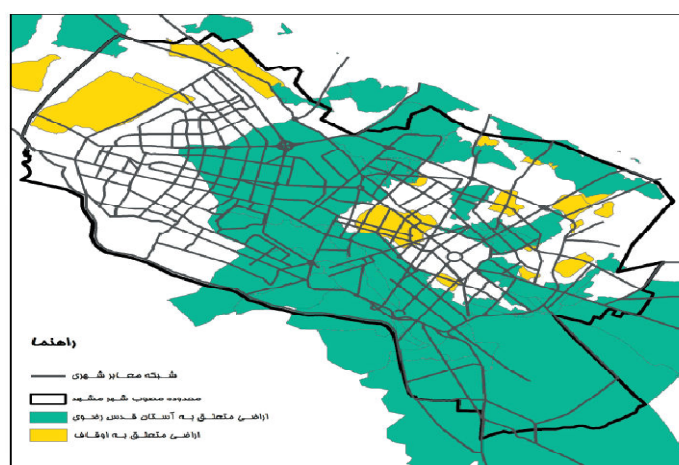 راهنما
شبکه معابر شهری
محدوده مصوب شهر مشهد
اراضی متعلق به آستان قدس رضوی
اراضی متعلق به اوقاف